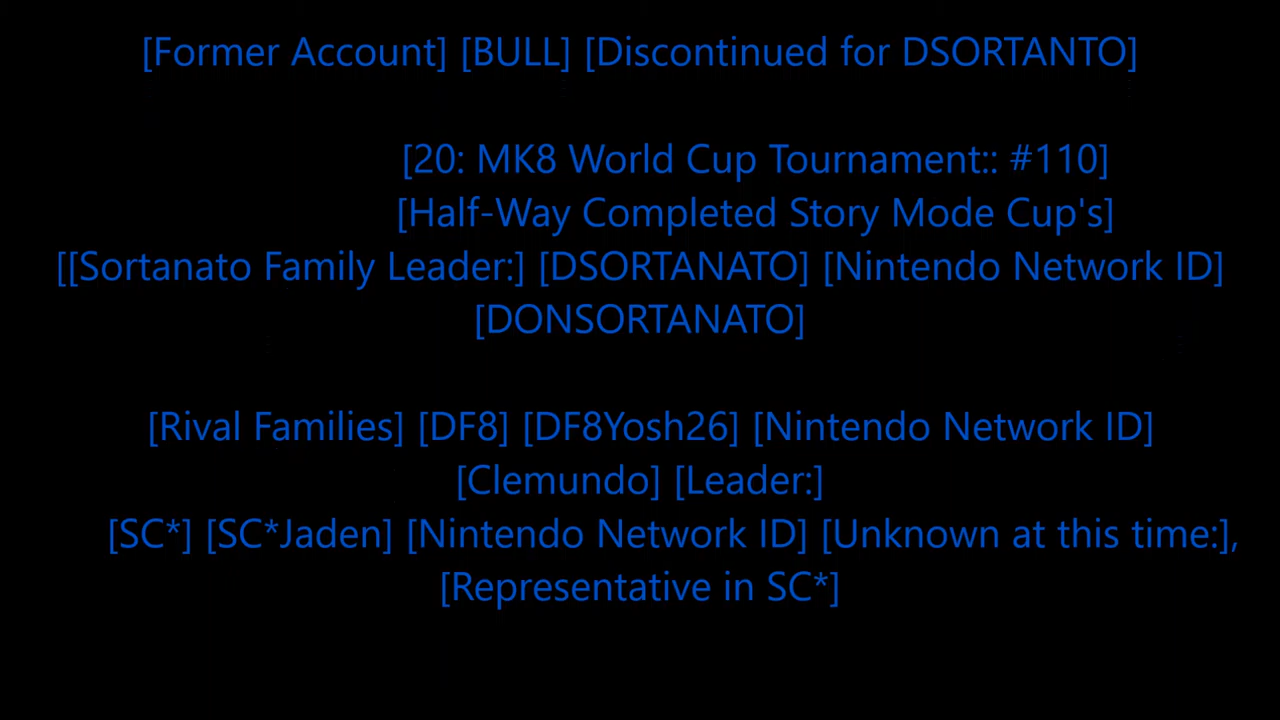 [Former Account] [BULL] [Discontinued for DSORTANTO]
[20: MK8 World Cup Tournament:: #110]
[Half-Way Completed Story Mode Cup's]
[[Sortanato Family Leader:] [DSORTANATO] [Nintendo Network ID]
[DONSORTANATO]
[Rival Families] [DF8] [DF8Yosh26] [Nintendo Network ID]
[Clemundo] [Leader:]
[SC*] [SC*Jaden] [Nintendo Network ID] [Unknown at this time:],
[Representative in SC*]